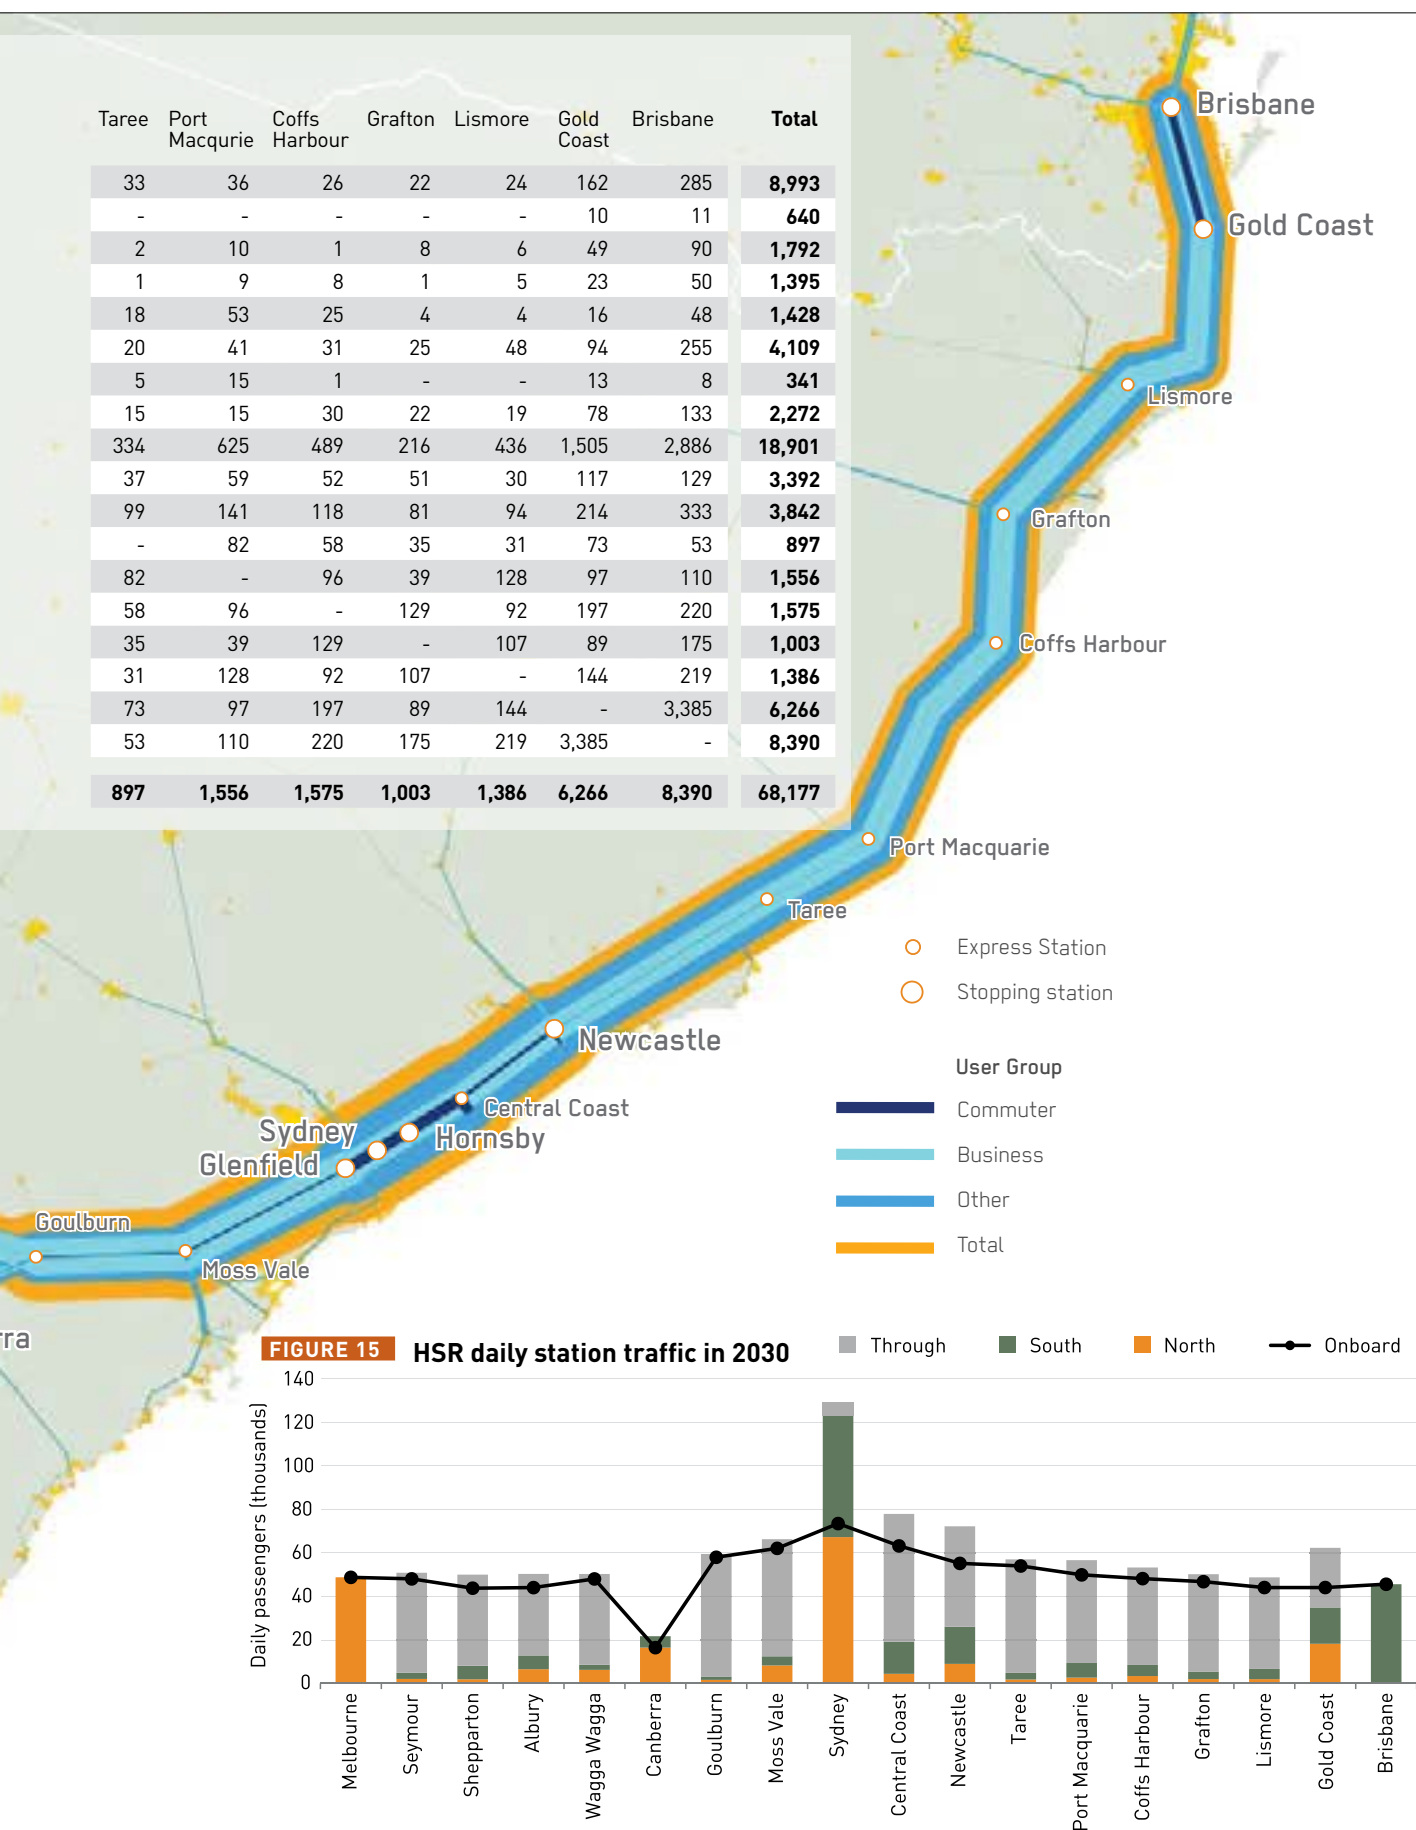 Taree Port Coffs Grafton Lismore Gold Brisbane Total
Macqurie Harbour Coast
33 36 26 22 24 162 285 8,993
- - - - - 10 11 640
2 10 1 8 6 49 90 1,792
1 9 8 1 5 23 50 1,395
18 53 25 4 4 16 48 1,428
20 41 31 25 48 94 255 4,109
5 15 1 - - 13 8 341
15 15 30 22 19 78 133 2,272
334 625 489 216 436 1,505 2,886 18,901
37 59 52 51 30 117 129 3,392
99 141 118 81 94 214 333 3,842
- 82 58 35 31 73 53 897
82 - 96 39 128 97 110 1,556
58 96 - 129 92 197 220 1,575
35 39 129 - 107 89 175 1,003
31 128 92 107 - 144 219 1,386
73 97 197 89 144 - 3,385 6,266
53 110 220 175 219 3,385 - 8,390
897 1,556 1,575 1,003 1,386 6,266 8,390 68,177
Brisbane
Gold Coast
Lismore
Grafton
Coffs Harbour
Port Macquarie
Taree
Newcastle
Central Coast
Hornsby
Sydney
Glenfield
Goulburn
Moss Vale
rra
Express Station
Stopping station
User Group
Commuter
Business
Other
Total
FIGURE 15 HSR daily station traffic in 2030
Through South North Onboard
Daily passengers (thousands)
140
120
100
80
60
40
20
0
Melbourne
Seymour
Shepparton
Albury
Wagga Wagga
Canberra
Goulburn
Moss Vale
Sydney
Central Coast
Newcastle
Taree
Port Macquarie
Coffs Harbour
Grafton
Lismore
Gold Coast
Brisbane